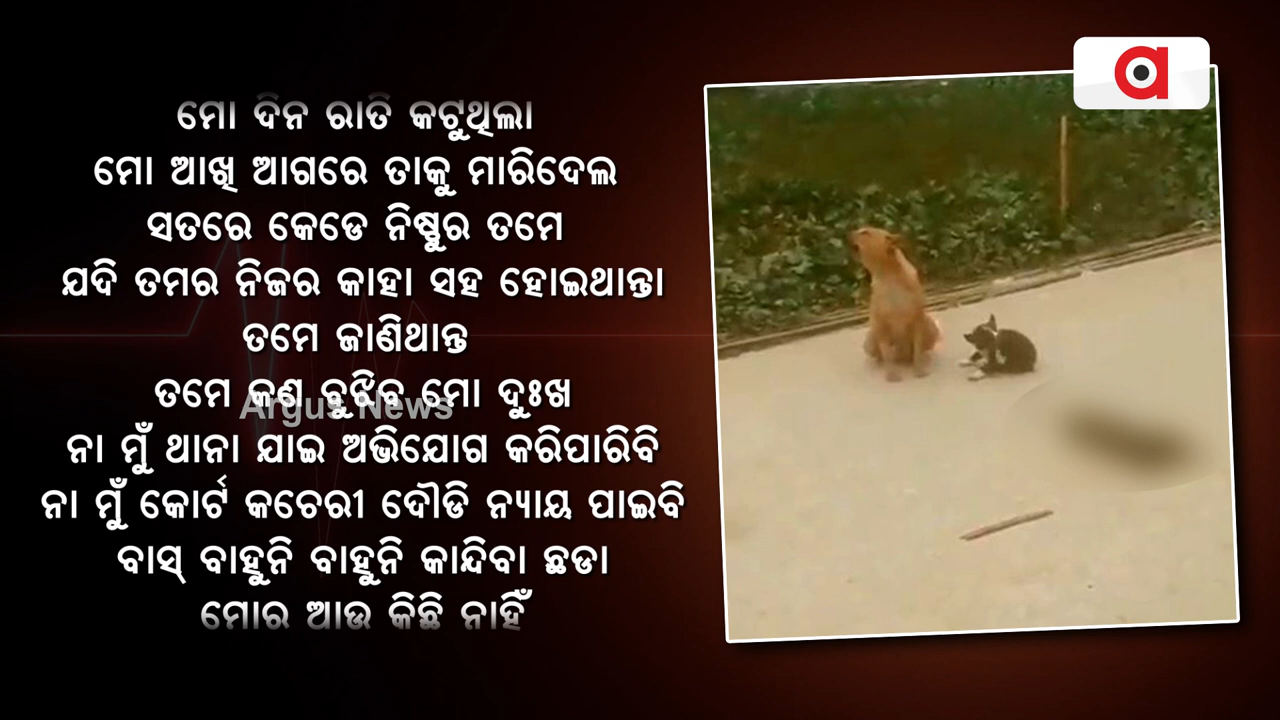 ମୋ ଦିନ ରାତି କଟୁଥିଲା
ମୋ ଆଖି ଆଗରେ ତାକୁ ମାରିଦେଲ
ସତରେ କେଡେ ନିଷ୍ଠୁର ତମେ
ଯଦି ତମର ନିଜର କାହା ସହ ହୋଇଥାନ୍ତା
ତମେ ଜାଣିଥାନ୍ତ
ତମେ କଣ ବୁଝିବ ମୋ ଦୁଃଖ
Argus News
ନା ମୁଁ ଥାନା ଯାଇ ଅଭିଯୋଗ କରିପାରିବି
ନା ମୁଁ କୋର୍ଟ କଚେରୀ ଦୌଡି ନ୍ୟାୟ ପାଇବି
ବାସ୍ ବାହୁନି ବାହୁନି କାନ୍ଦିବା ଛଡା
ମୋର ଆଉ କିଛି ନାହିଁ